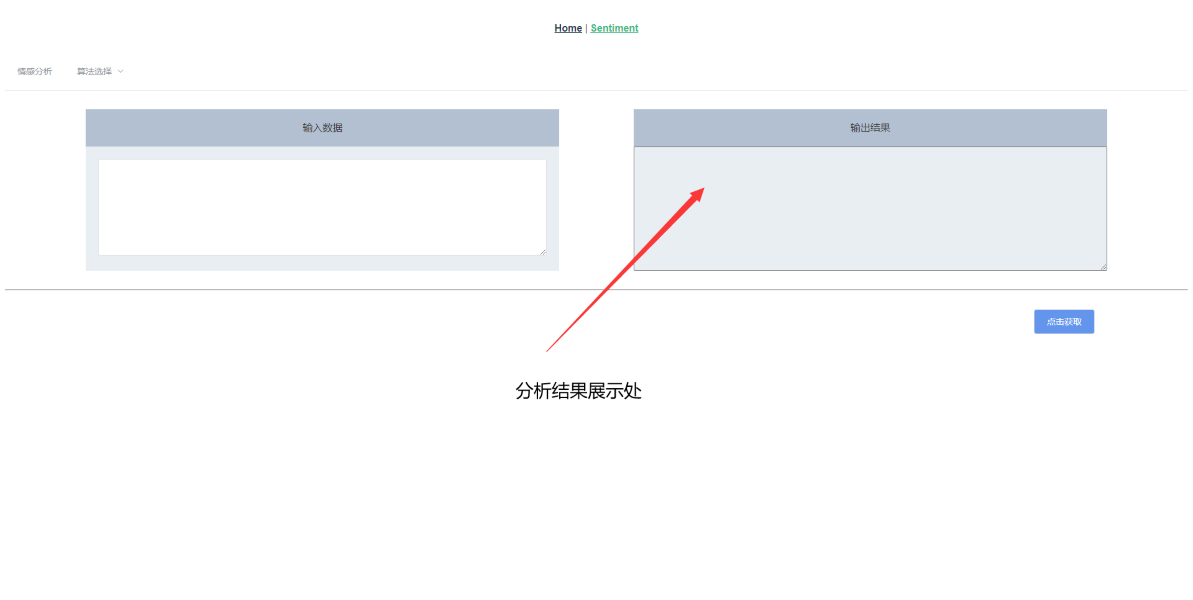 Home | Sentiment
情感分析 算法选择
输入数据
输出结果
点击获取
分析结果展示处